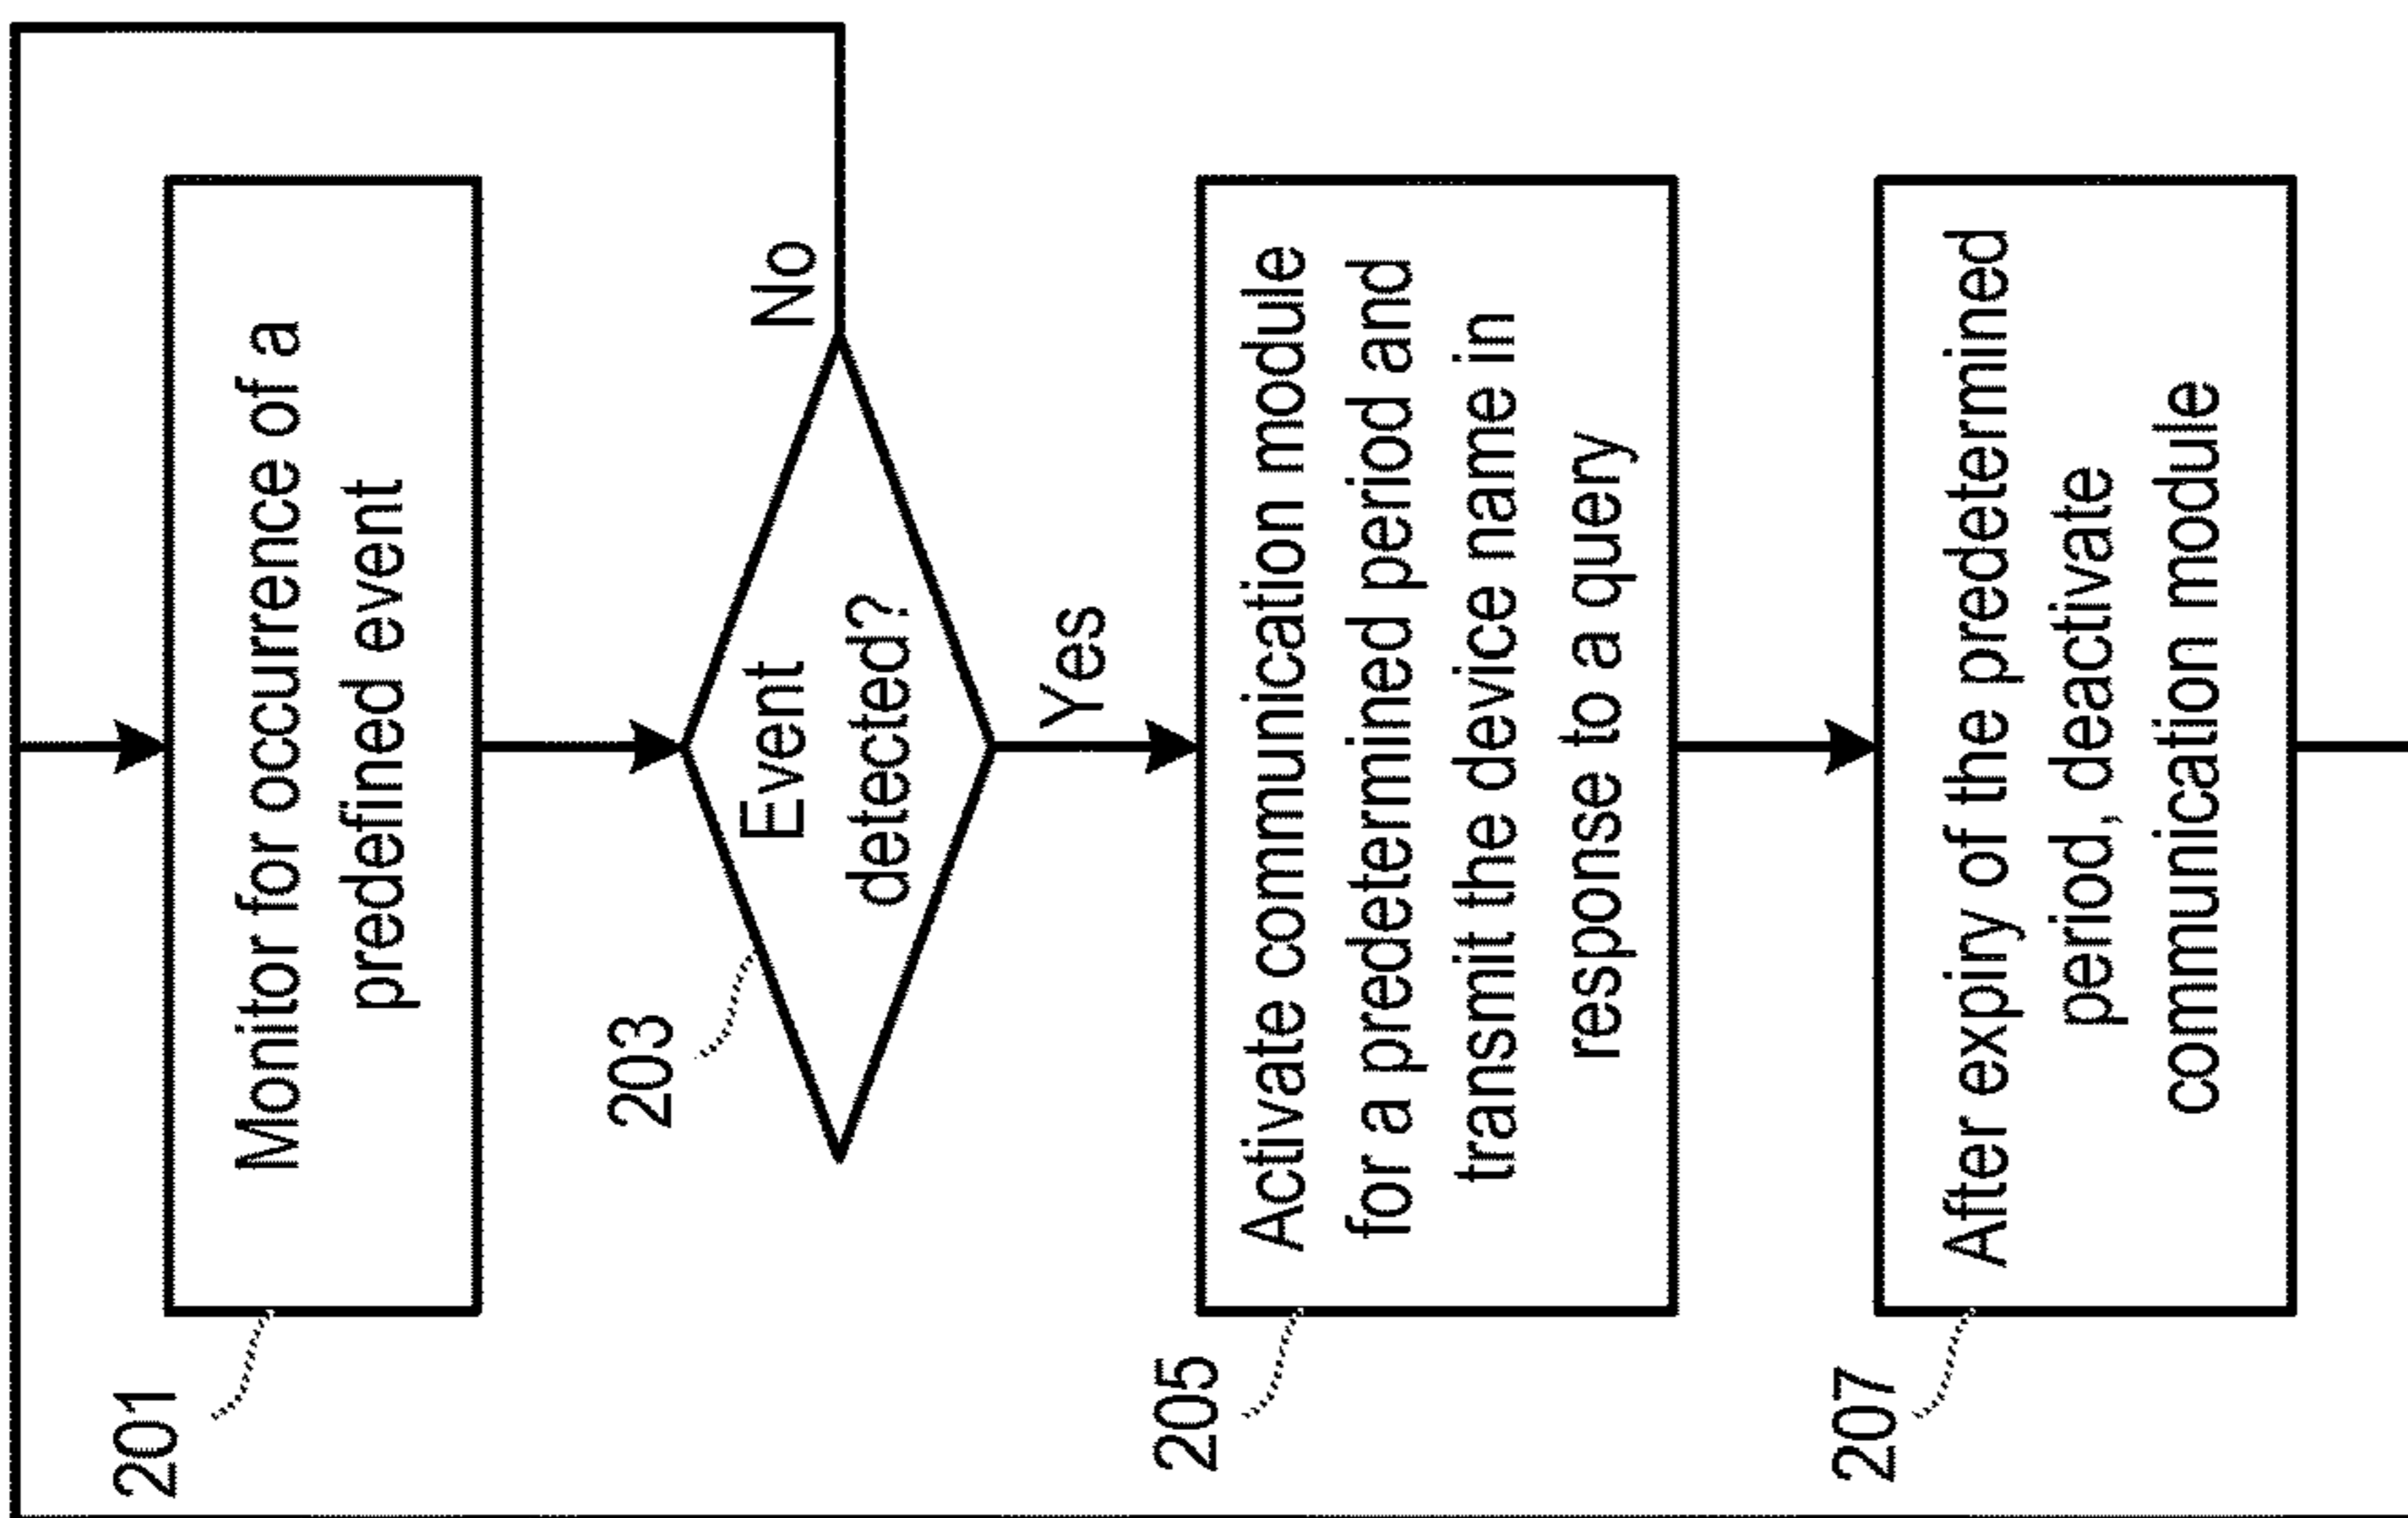 201
Monitor for occurrence of a
predefined event
203
Event
detected?
No
Yes
205
Activate communication module
for a predetermined period and
transmit the device name in
response to a query
207
After expiry of the predetermined
period, deactivate
communication module